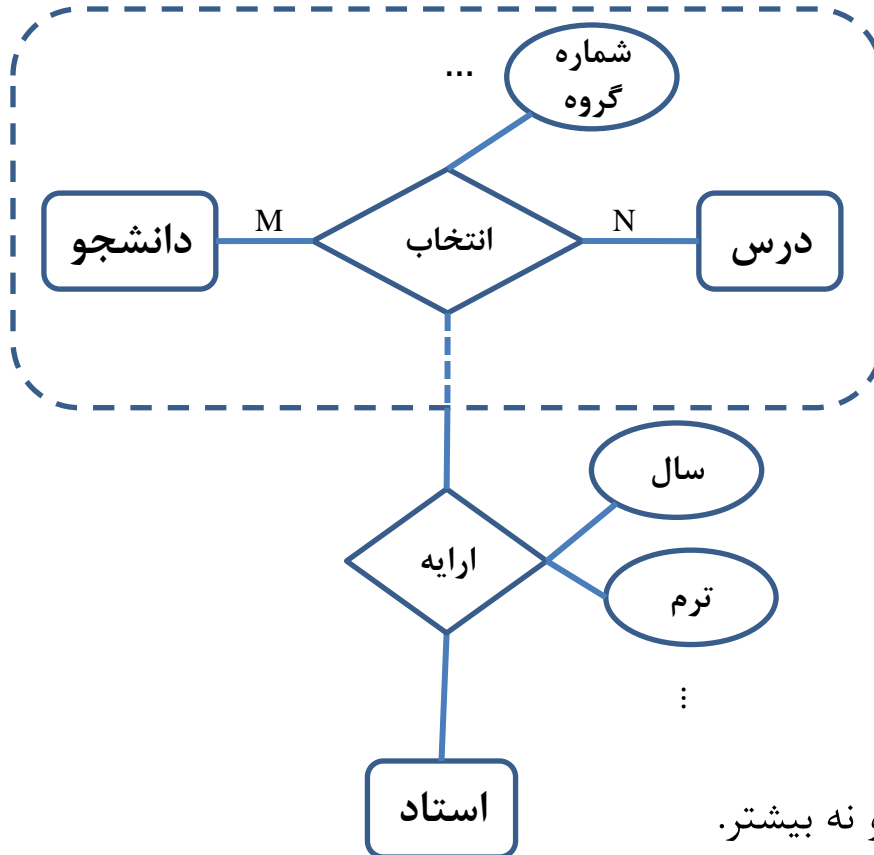 ...
شماره
گروه
درس
N
انتخاب
M
دانشجو
سال
ارایه
ترم
...
استاد
و نه بیشتر.